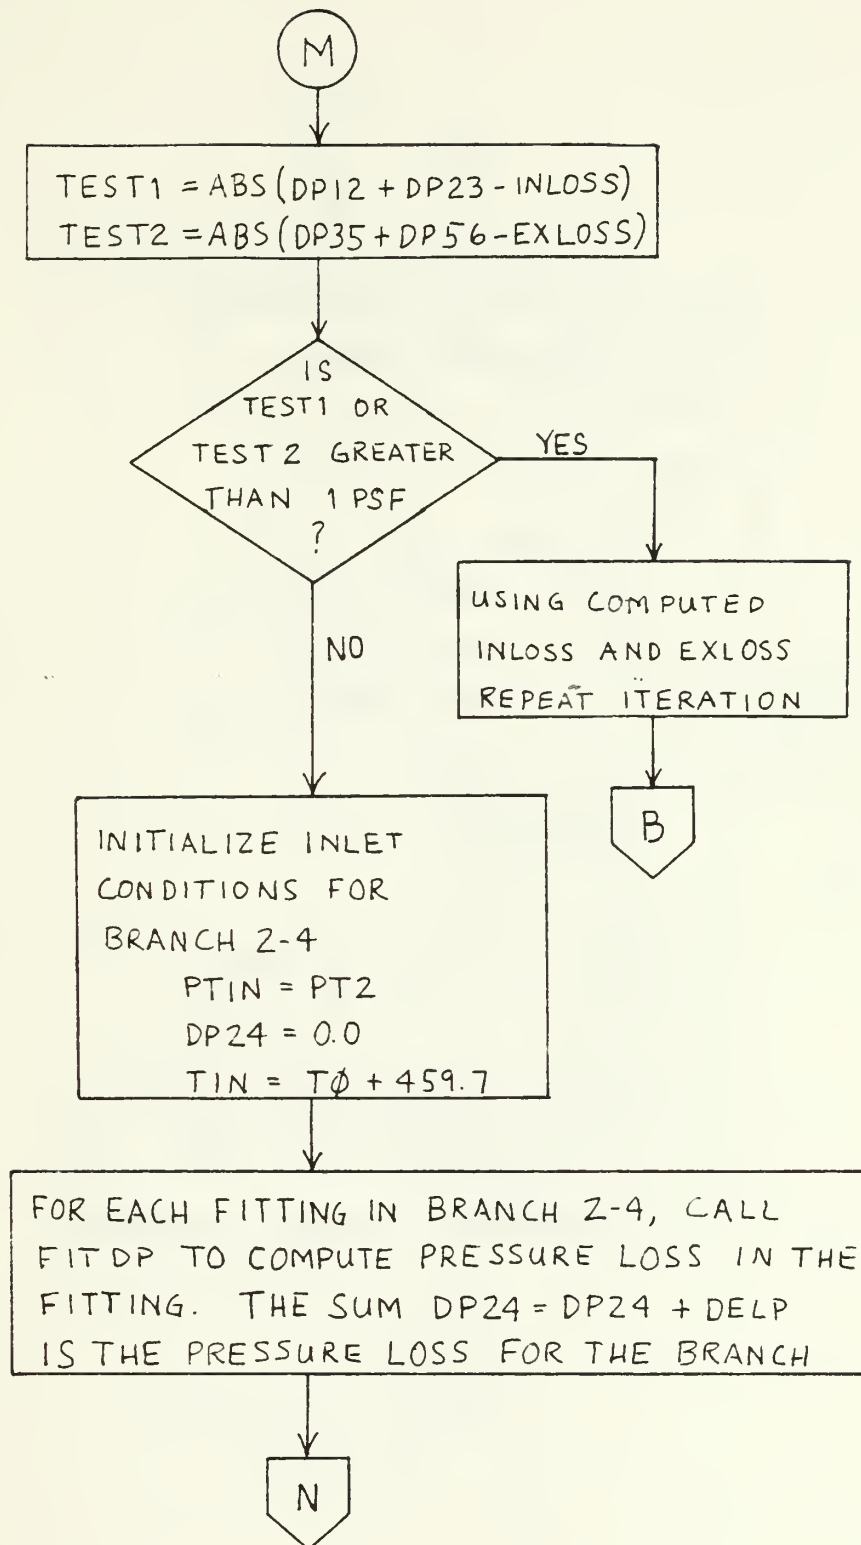 M
TEST1 = ABS(DP12 + DP23 - INLOSS)
TEST2 = ABS(DP35 + DP56 - EXLOSS)
IS
TEST1 OR
TEST2 GREATER
THAN 1 PSF
?
YES
USING COMPUTED
INLOSS AND EXLOSS
REPEAT ITERATION
B
NO
INITIALIZE INLET
CONDITIONS FOR
BRANCH 2-4
PTIN = PT2
DP24 = 0.0
TIN = TØ + 459.7
FOR EACH FITTING IN BRANCH 2-4, CALL
FITDP TO COMPUTE PRESSURE LOSS IN THE
FITTING. THE SUM DP24 = DP24 + DELP
IS THE PRESSURE LOSS FOR THE BRANCH
N